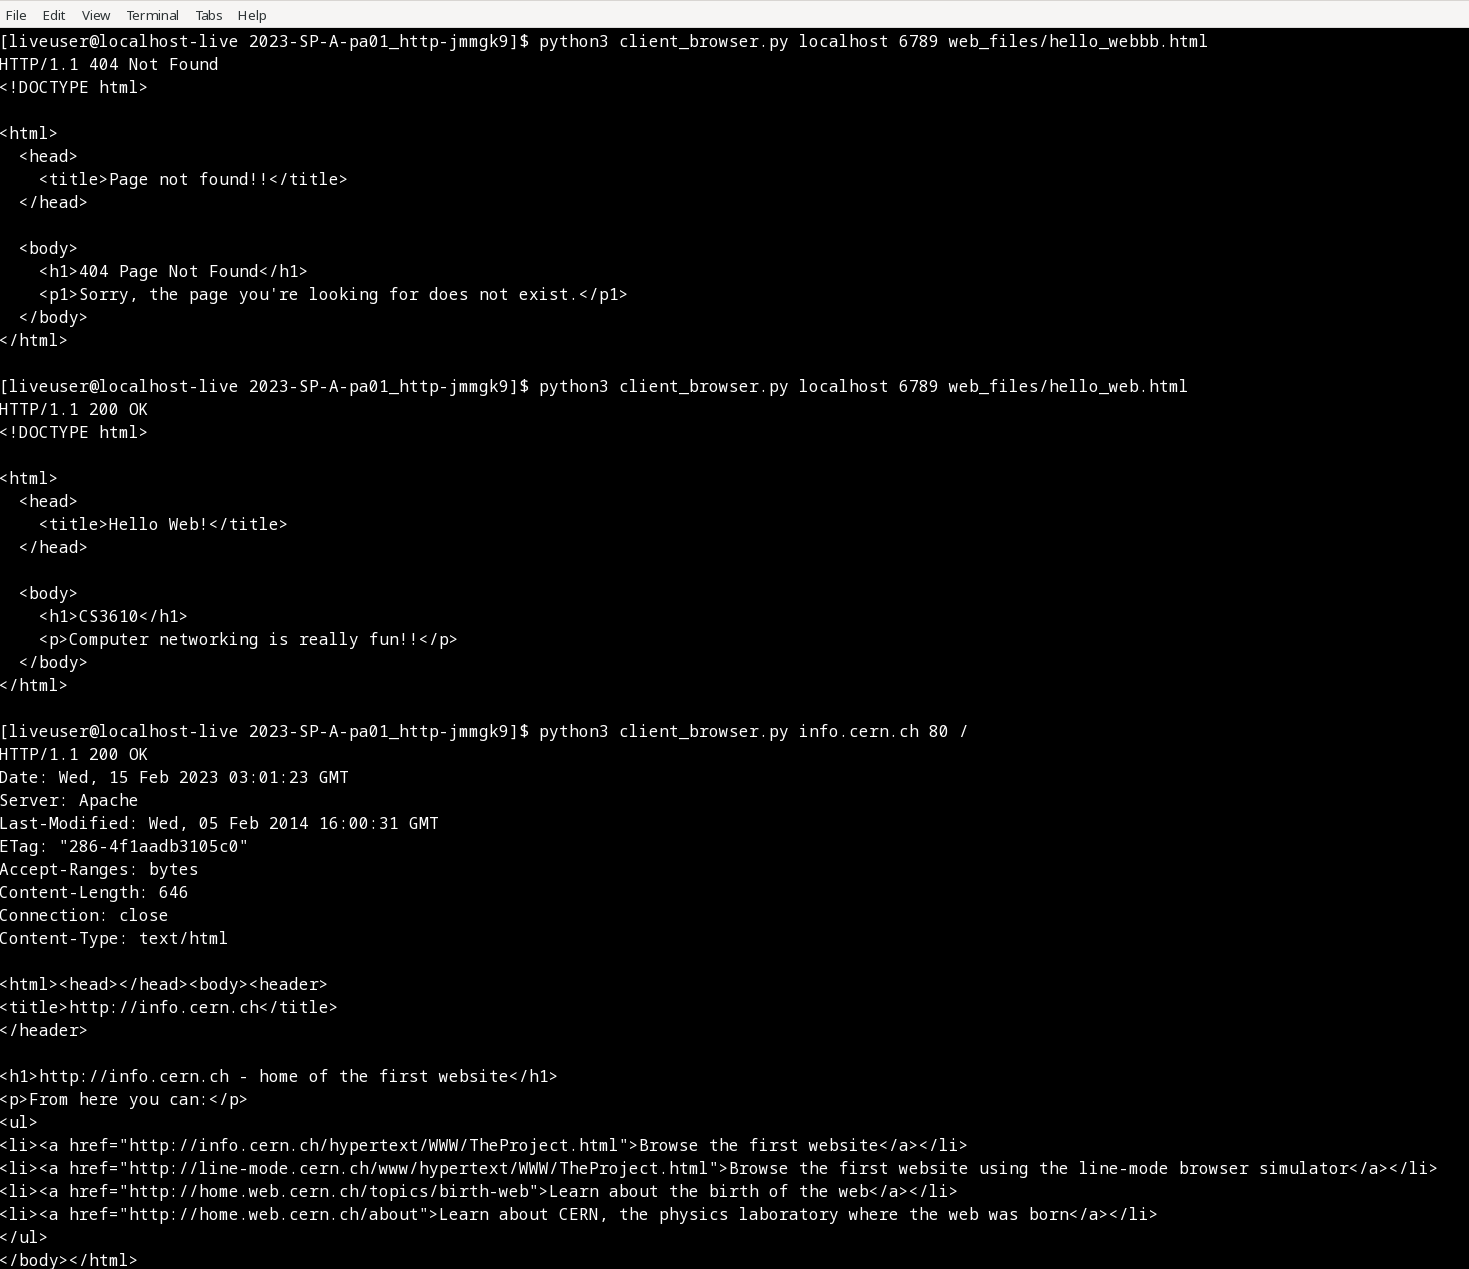 File Edit View Terminal Tabs Help
[liveuser@localhost-live 2023-SP-A-pa01_http-jmmgk9]$ python3 client_browser.py localhost 6789 web_files/hello_webbb.html
HTTP/1.1 404 Not Found
<!DOCTYPE html>

<html>
  <head>
    <title>Page not found!!</title>
  </head>

  <body>
    <h1>404 Page Not Found</h1>
    <p1>Sorry, the page you're looking for does not exist.</p1>
  </body>
</html>

[liveuser@localhost-live 2023-SP-A-pa01_http-jmmgk9]$ python3 client_browser.py localhost 6789 web_files/hello_web.html
HTTP/1.1 200 OK
<!DOCTYPE html>

<html>
  <head>
    <title>Hello Web!</title>
  </head>

  <body>
    <h1>CS3610</h1>
    <p>Computer networking is really fun!!</p>
  </body>
</html>

[liveuser@localhost-live 2023-SP-A-pa01_http-jmmgk9]$ python3 client_browser.py info.cern.ch 80 /
HTTP/1.1 200 OK
Date: Wed, 15 Feb 2023 03:01:23 GMT
Server: Apache
Last-Modified: Wed, 05 Feb 2014 16:00:31 GMT
ETag: "286-4f1aadb3105c0"
Accept-Ranges: bytes
Content-Length: 646
Connection: close
Content-Type: text/html

<html><head></head><body><header>
<title>http://info.cern.ch</title>
</header>

<h1>http://info.cern.ch - home of the first website</h1>
<p>From here you can:</p>
<ul>
<li><a href="http://info.cern.ch/hypertext/WWW/TheProject.html">Browse the first website</a></li>
<li><a href="http://line-mode.cern.ch/www/hypertext/WWW/TheProject.html">Browse the first website using the line-mode browser simulator</a></li>
<li><a href="http://home.web.cern.ch/topics/birth-web">Learn about the birth of the web</a></li>
<li><a href="http://home.web.cern.ch/about">Learn about CERN, the physics laboratory where the web was born</a></li>
</ul>
</body></html>